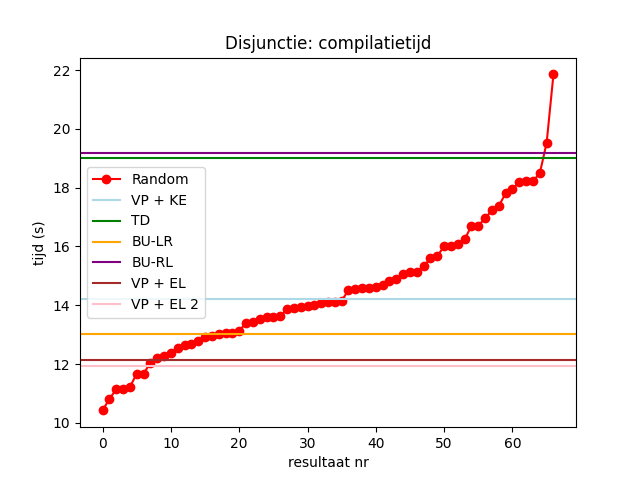 Disjunctie: compilatietijd
tijd (s)
22
20
18
16
14
12
10
Random
VP + KE
TD
BU-LR
BU-RL
VP + EL
VP + EL 2
0 10 20 30 40 50 60
resultaat nr